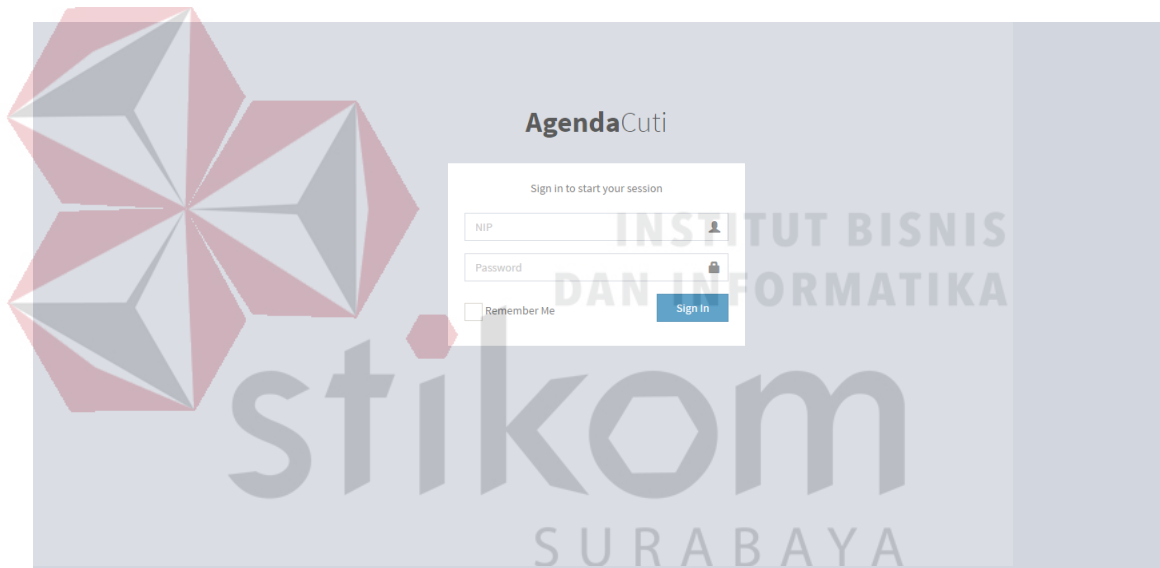 AgendaCuti
Sign in to start your session
NIP
Password
Remember Me
Sign In
INSTITUT BISNIS
DAN INFORMATIKA
stikom
SURABAYA